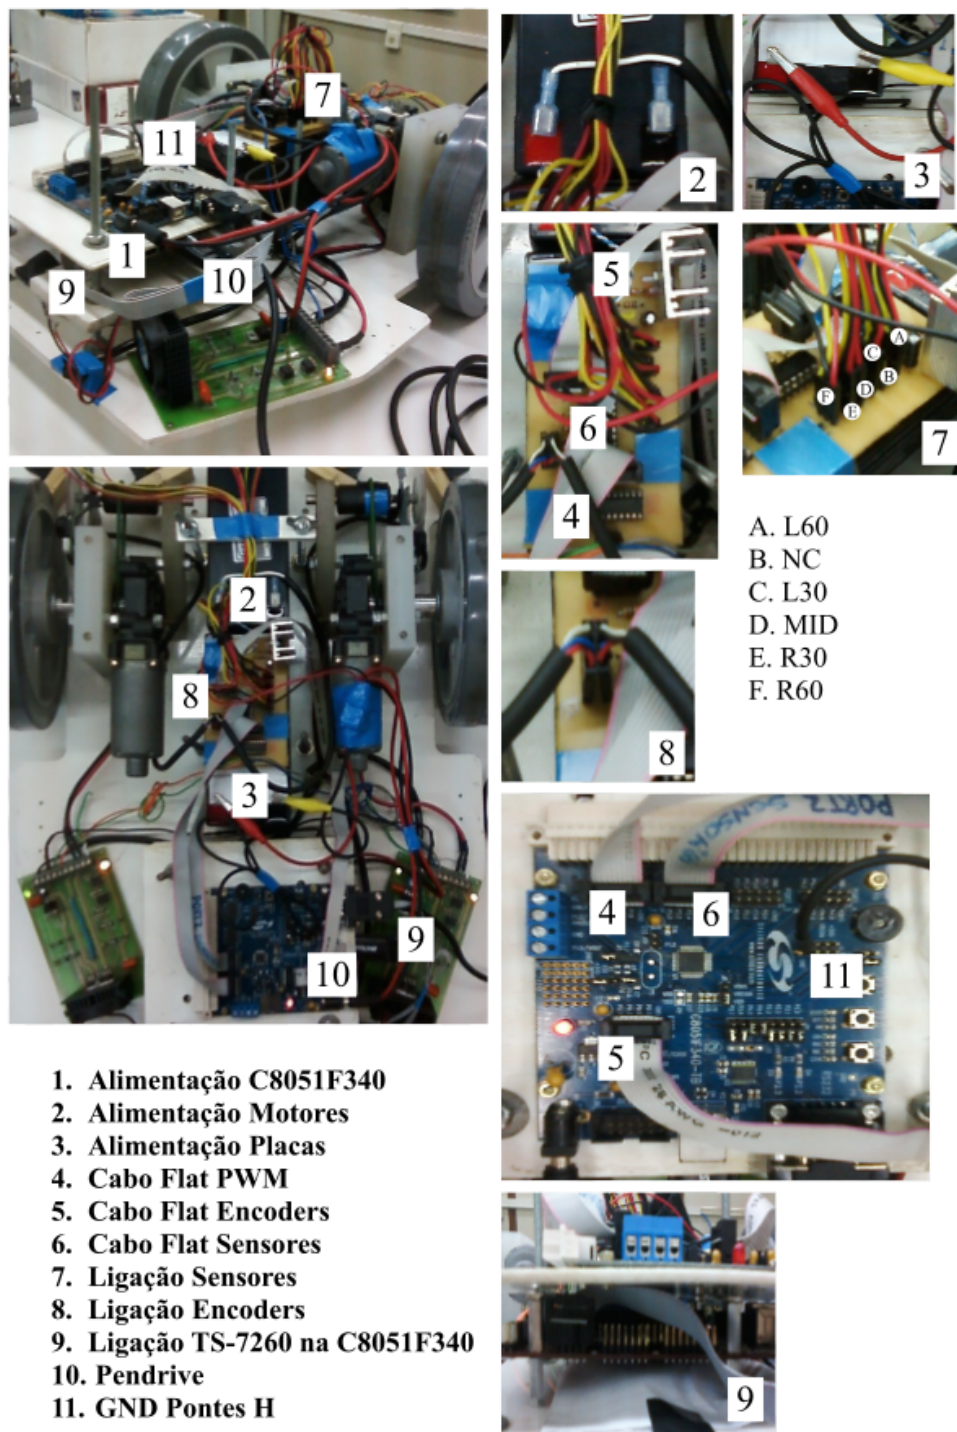 11
7
1
10
9
2
3
5
6
4
A
C
B
D
F
E
7
A. L60
B. NC
C. L30
D. MID
E. R30
F. R60
2
8
3
9
10
8
PORT2
4
6
11
5
C8051F340-TB
26 AWG
9
1. Alimentação C8051F340
2. Alimentação Motores
3. Alimentação Placas
4. Cabo Flat PWM
5. Cabo Flat Encoders
6. Cabo Flat Sensores
7. Ligação Sensores
8. Ligação Encoders
9. Ligação TS-7260 na C8051F340
10. Pendrive
11. GND Pontes H